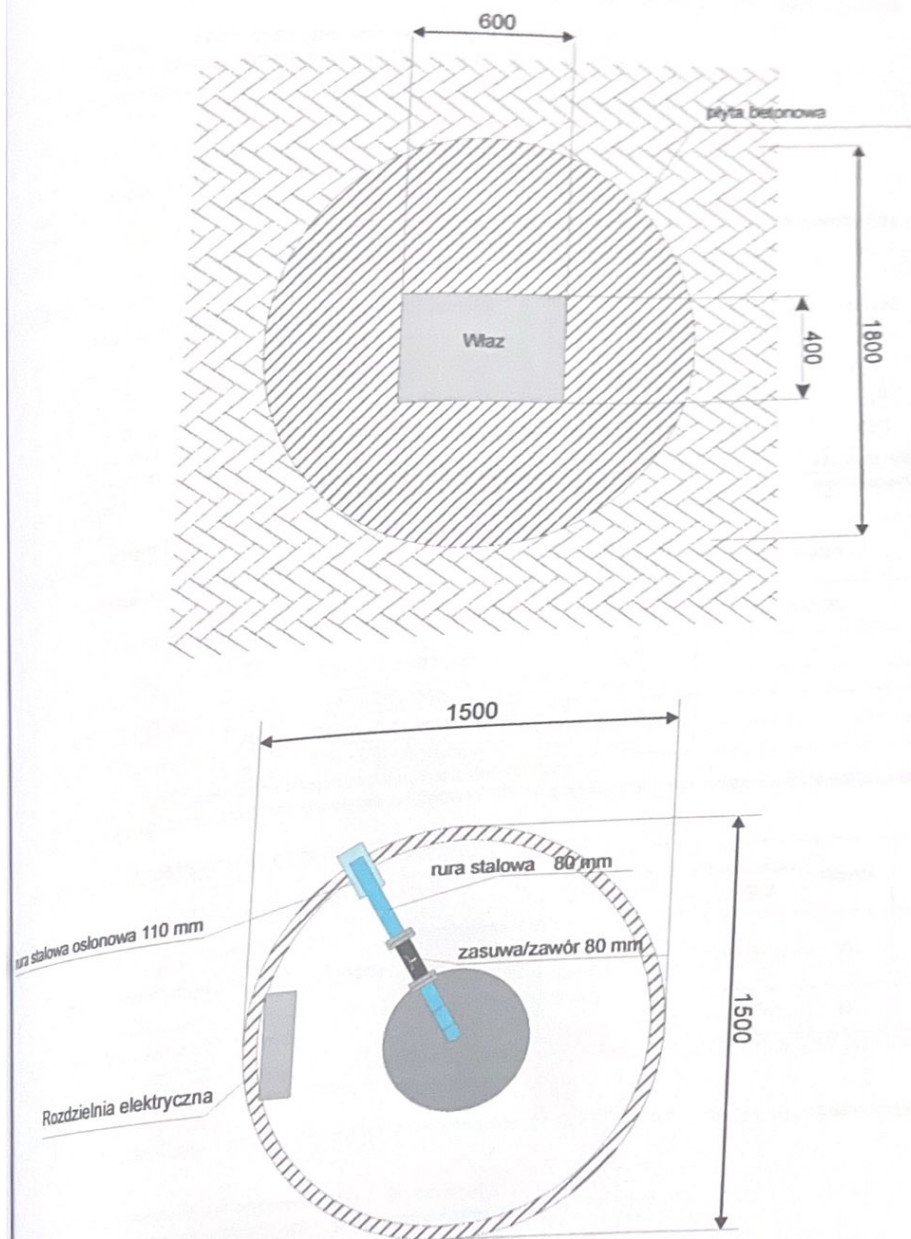 600
płyta betonowa
Właz
400
1800
1500
rura stalowa 80 mm
rura stalowa osłonowa 110 mm
zasuwa/zawór 80 mm
1500
Rozdzielnia elektryczna